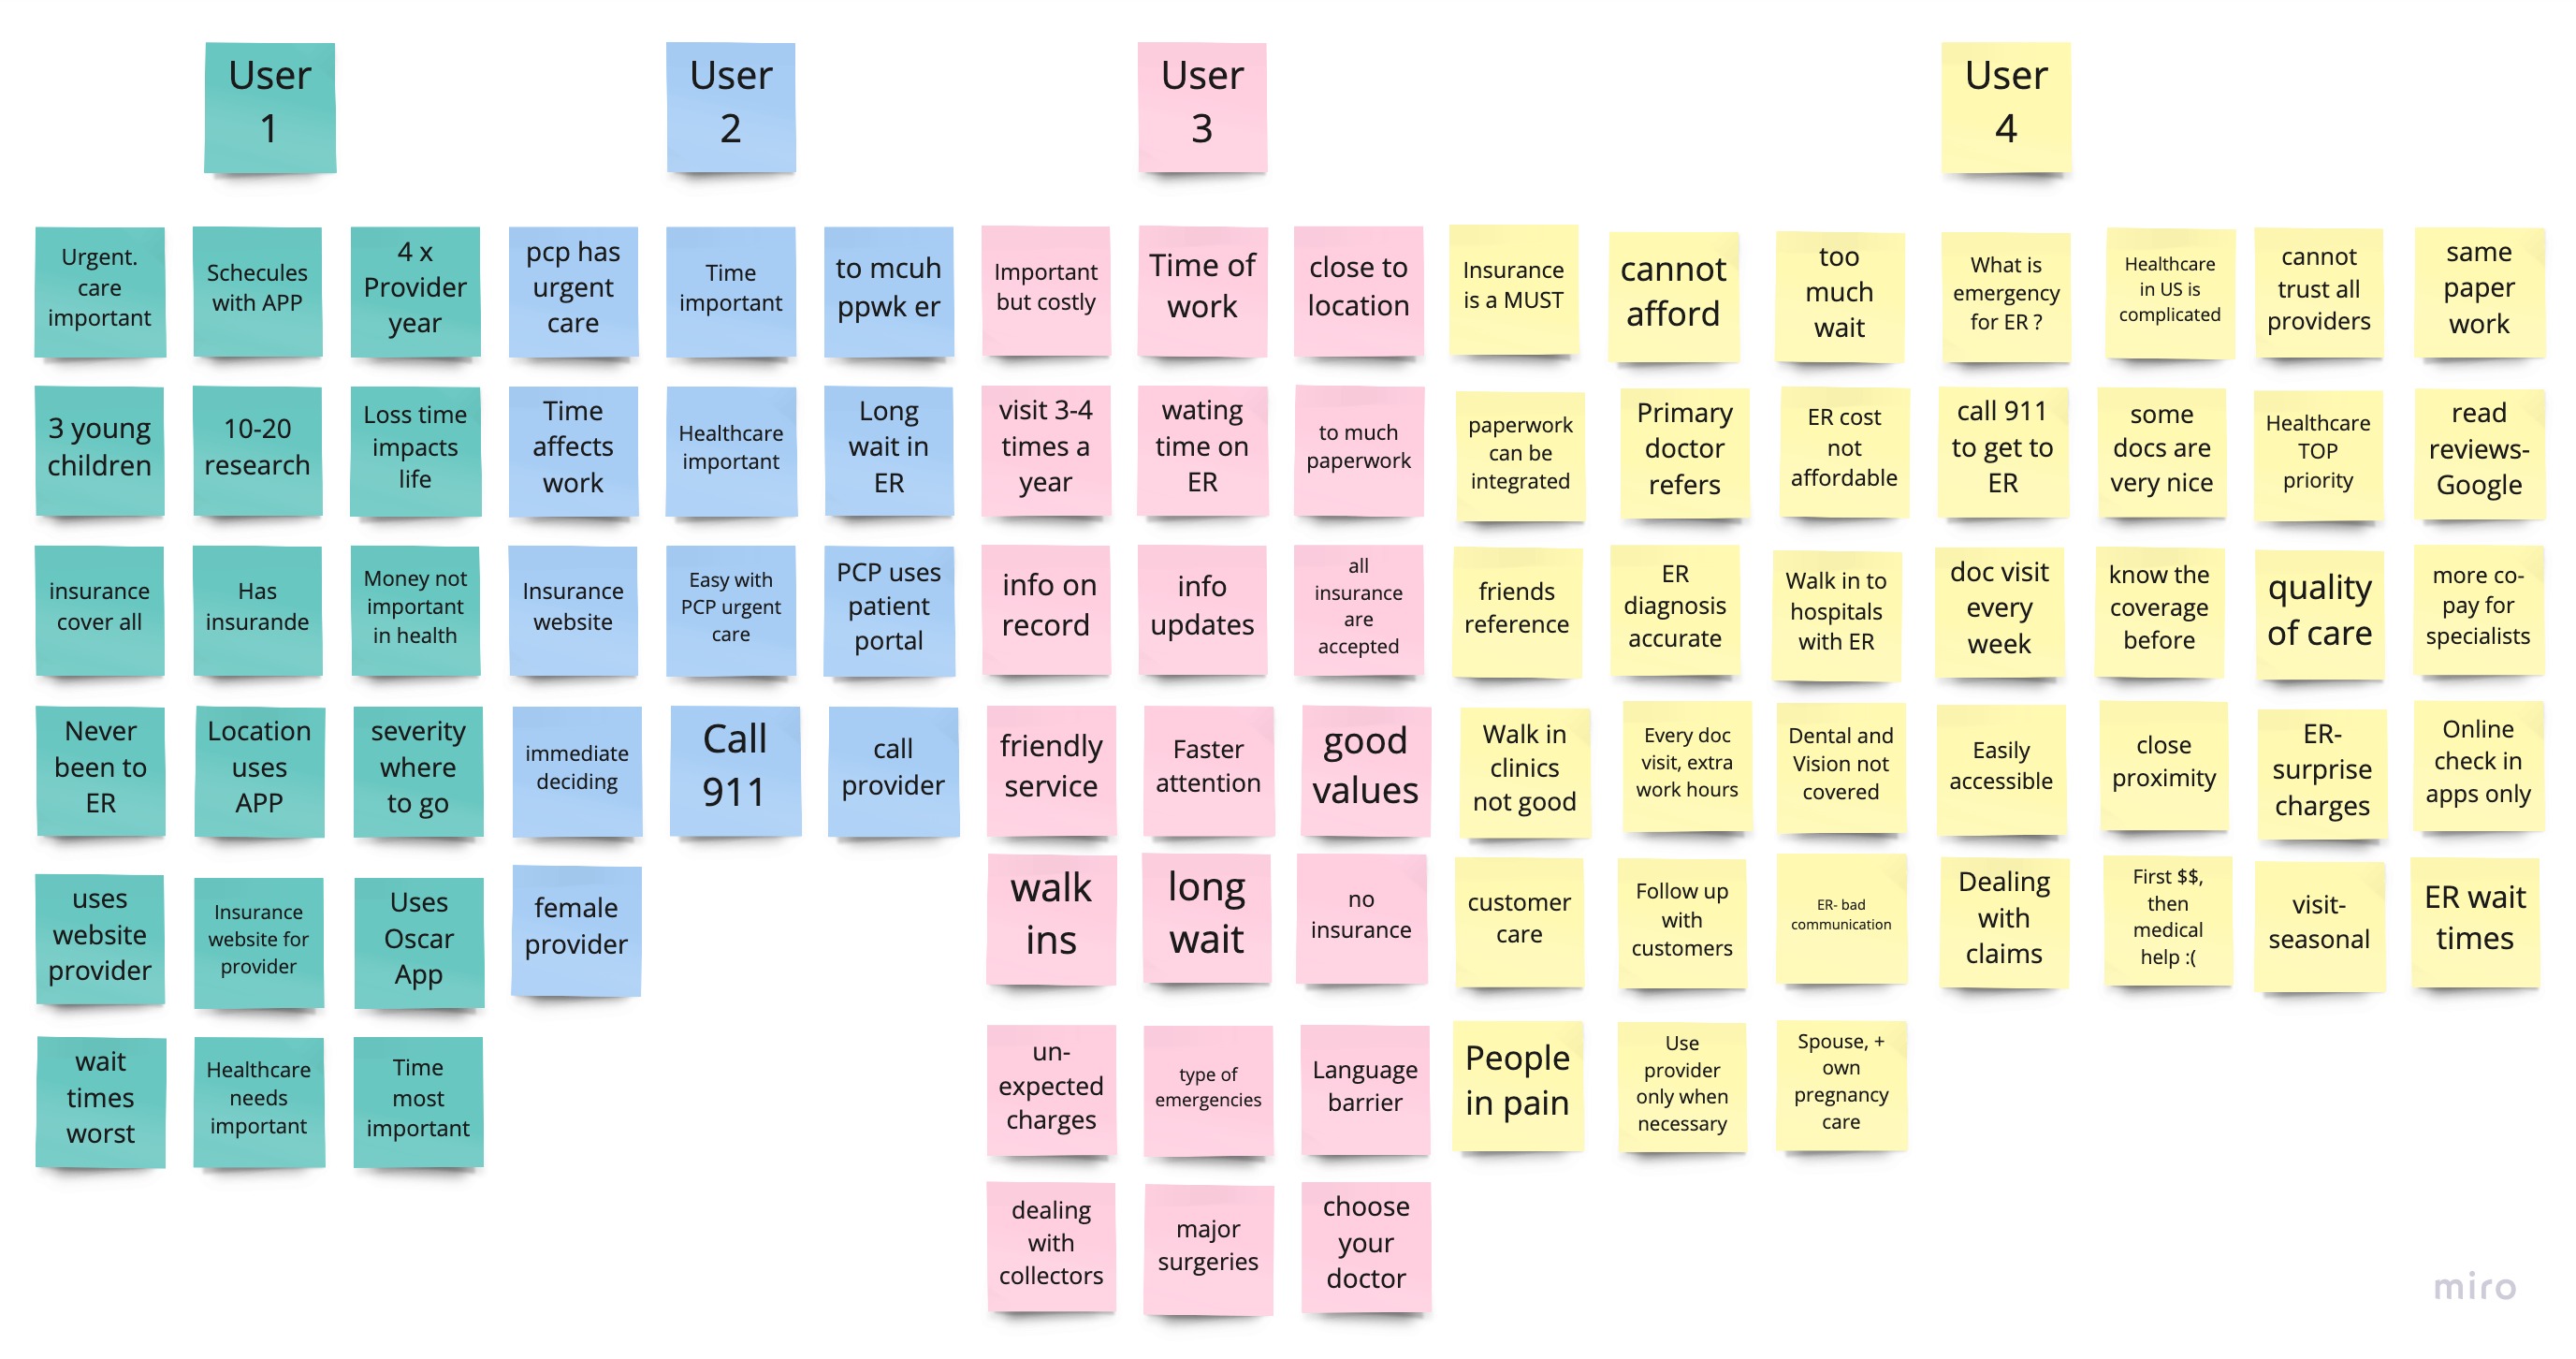 User
1
User
2
User
3
User
4
Urgent.
care
important
Schecules
with APP
4 x
Provider
year
pcp has
urgent
care
Time
important
to mcuh
ppwk er
Important
but costly
Time of
work
close to
location
Insurance
is a MUST
cannot
afford
too
much
wait
What is
emergency
for ER ?
Healthcare
in US is
complicated
cannot
trust all
providers
same
paper
work
3 young
children
10-20
research
Loss time
impacts
life
Time
affects
work
Healthcare
important
Long
wait in
ER
visit 3-4
times a
year
wating
time on
ER
to much
paperwork
paperwork
can be
integrated
Primary
doctor
refers
ER cost
not
affordable
call 911
to get to
ER
some
docs are
very nice
Healthcare
TOP
priority
read
reviews-
Google
insurance
cover all
Has
insurande
Money not
important
in health
Insurance
website
Easy with
PCP urgent
care
PCP uses
patient
portal
info on
record
info
updates
all
insurance
are
accepted
friends
reference
ER
diagnosis
accurate
Walk in to
hospitals
with ER
doc visit
every
week
know the
coverage
before
quality
of care
more co-
pay for
specialists
Never
been to
ER
Location
uses
APP
severity
where
to go
immediate
deciding
Call
911
call
provider
friendly
service
Faster
attention
good
values
Walk in
clinics
not good
Every doc
visit, extra
work hours
Dental and
Vision not
covered
Easily
accessible
close
proximity
ER-
surprise
charges
Online
check in
apps only
uses
website
provider
Insurance
website for
provider
Uses
Oscar
App
female
provider
walk
ins
long
wait
no
insurance
customer
care
Follow up
with
customers
ER- bad
communication
Dealing
with
claims
First $$,
then
medical
help :(
visit-
seasonal
ER wait
times
wait
times
worst
Healthcare
needs
important
Time
most
important
un-
expected
charges
type of
emergencies
Language
barrier
People
in pain
Use
provider
only when
necessary
Spouse, +
own
pregnancy
care
dealing
with
collectors
major
surgeries
choose
your
doctor
miro